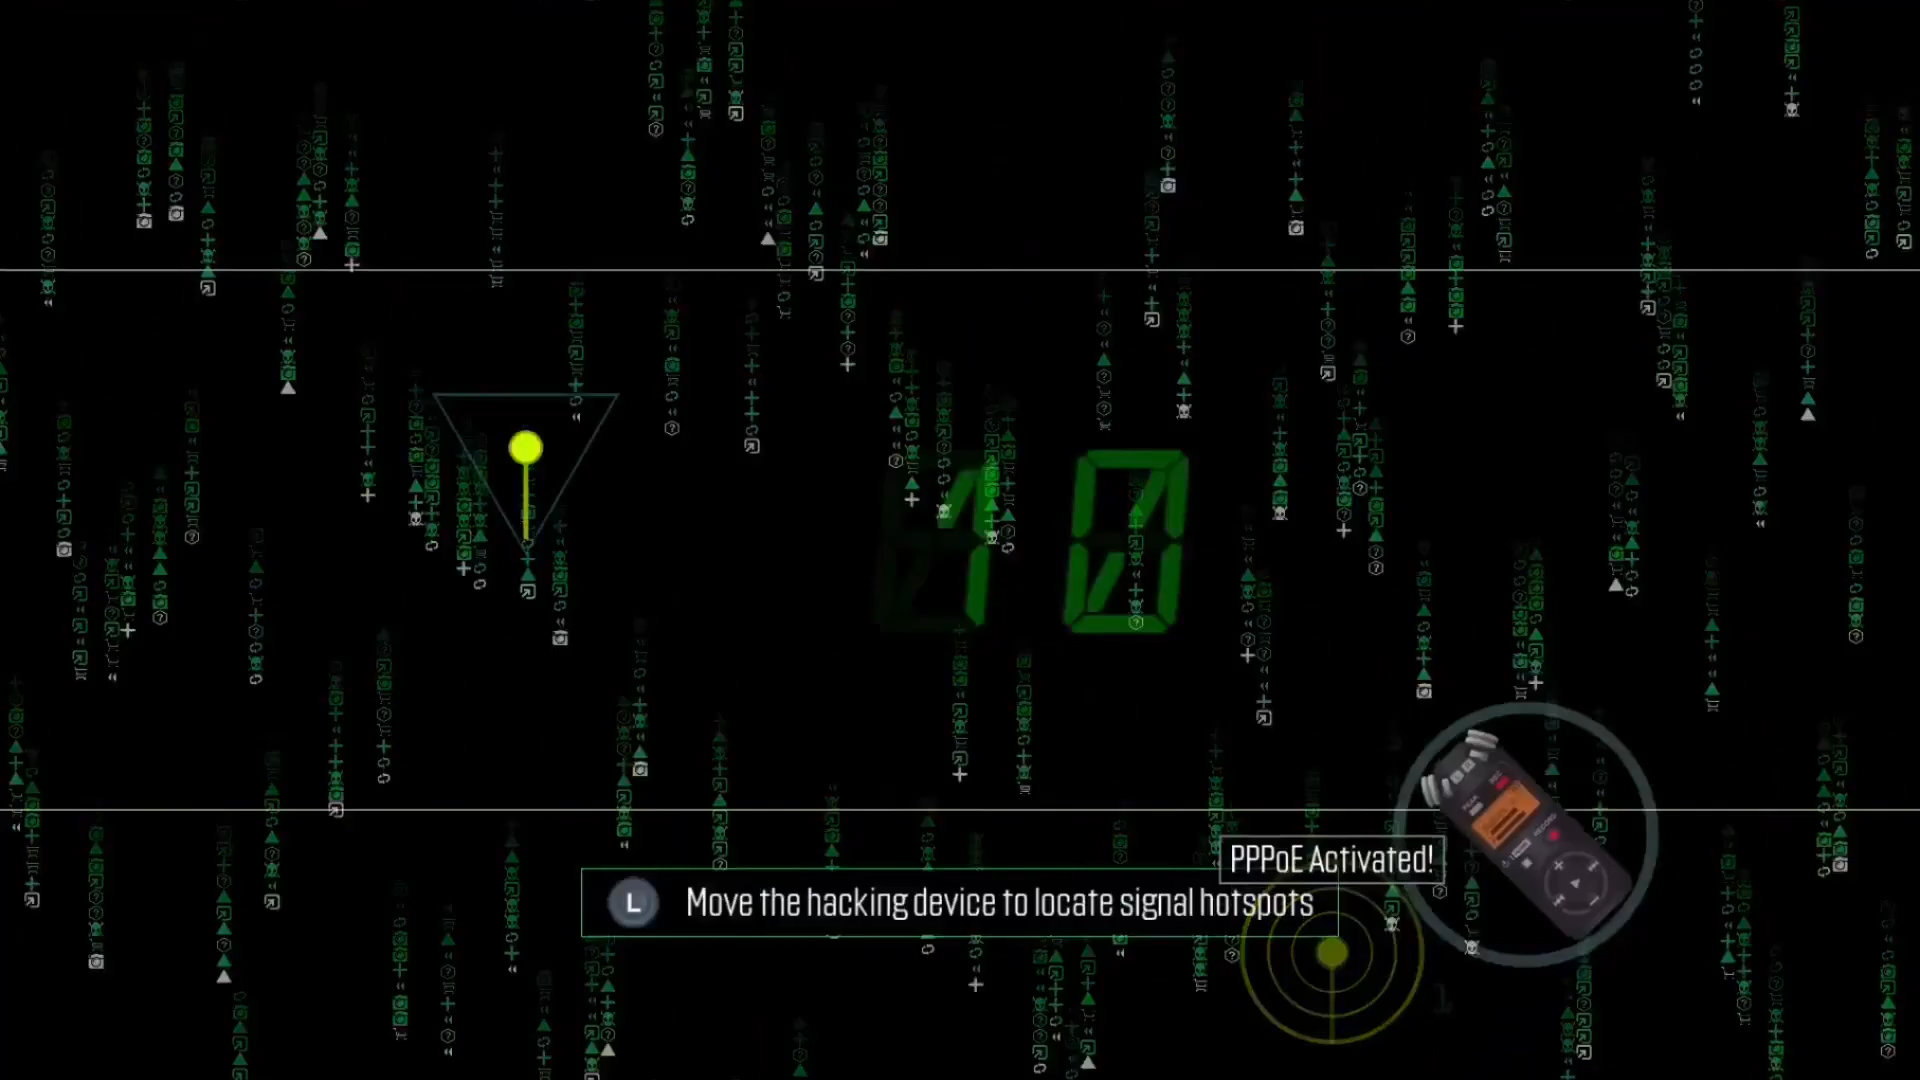 10
PPPoE Activated!
L Move the hacking device to locate signal hotspots